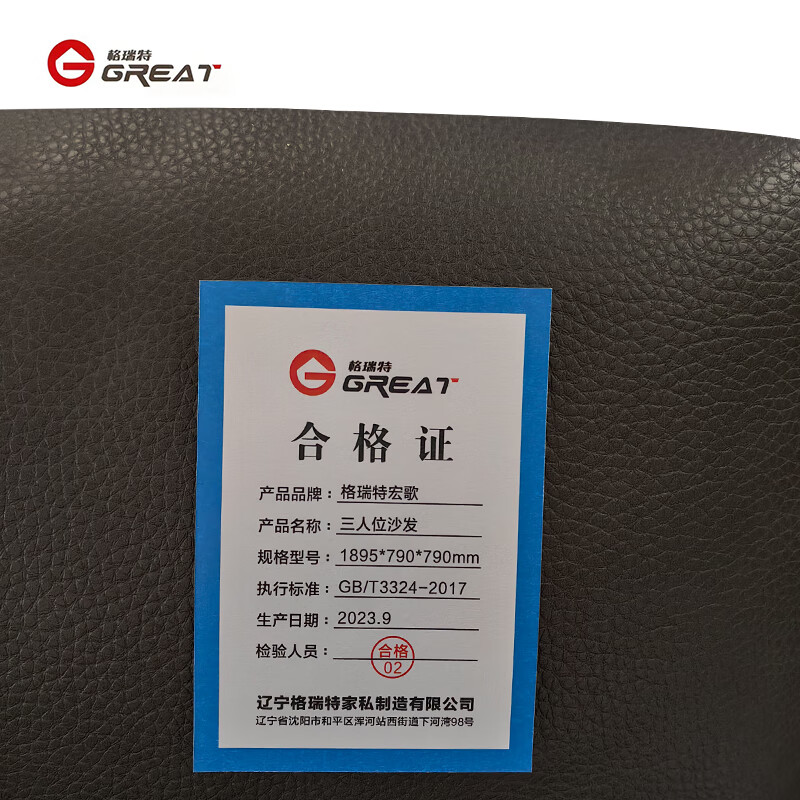 格瑞特
GREAT
格瑞特
GREAT
合格证
产品品牌：格瑞特宏歌
产品名称：三人位沙发
规格型号：1895*790*790mm
执行标准：GB/T3324-2017
生产日期：2023.9
检验人员：
合格
02
辽宁格瑞特家私制造有限公司
辽宁省沈阳市和平区浑河站西街道下河湾98号